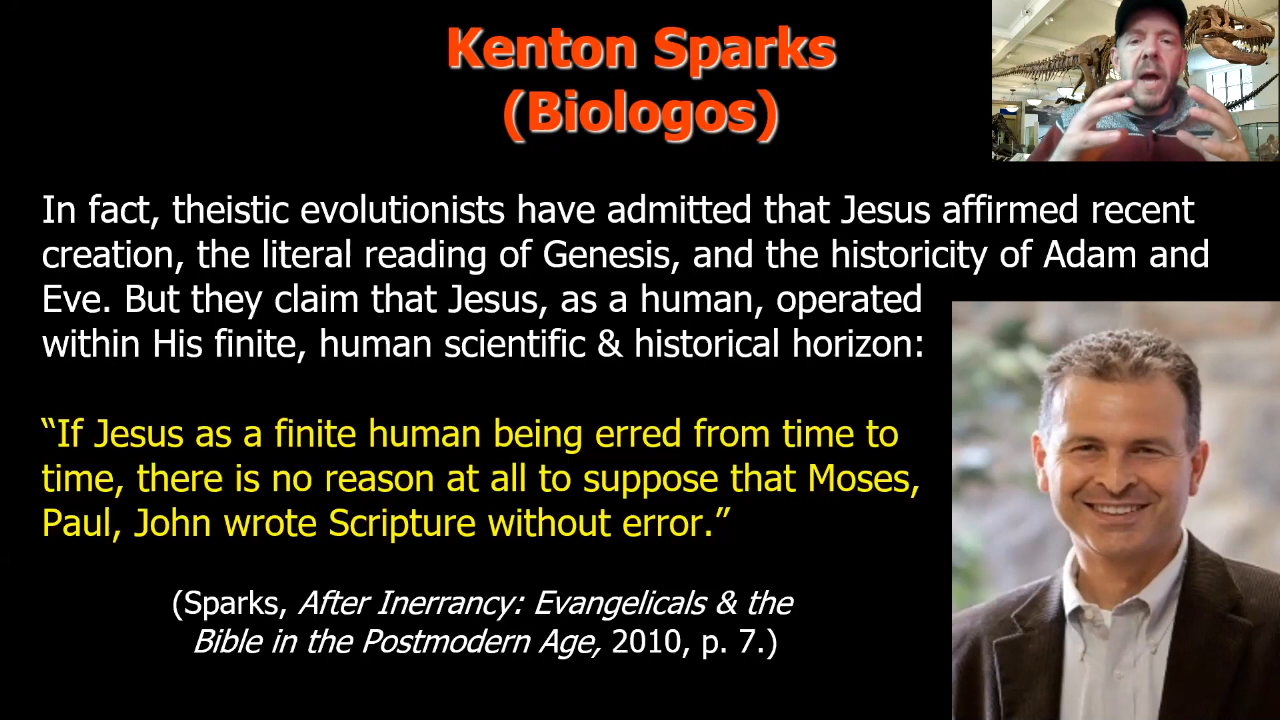 Kenton Sparks
(Biologos)
In fact, theistic evolutionists have admitted that Jesus affirmed recent
creation, the literal reading of Genesis, and the historicity of Adam and
Eve. But they claim that Jesus, as a human, operated
within His finite, human scientific & historical horizon:
“If Jesus as a finite human being erred from time to
time, there is no reason at all to suppose that Moses,
Paul, John wrote Scripture without error.”
(Sparks, After Inerrancy: Evangelicals & the
Bible in the Postmodern Age, 2010, p. 7.)